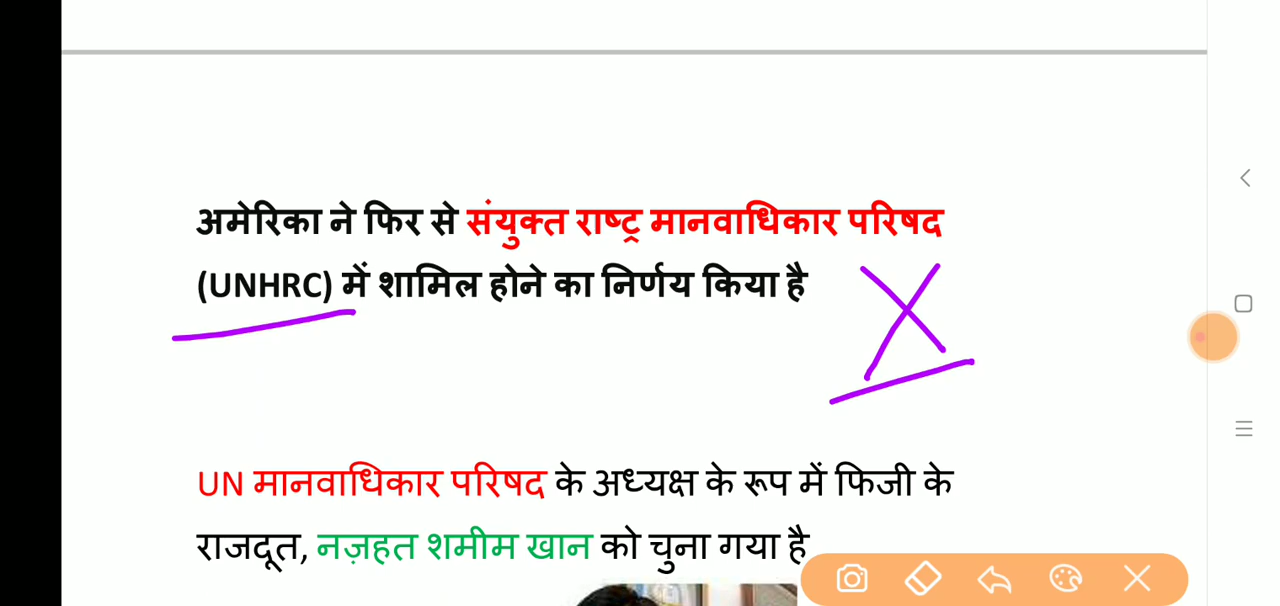 अमेरिका ने फिर से संयुक्त राष्ट्र मानवाधिकार परिषद
(UNHRC) में शामिल होने का निर्णय किया है
UN मानवाधिकार परिषद के अध्यक्ष के रूप में फिजी के
राजदूत, नज़हत शमीम खान को चुना गया है